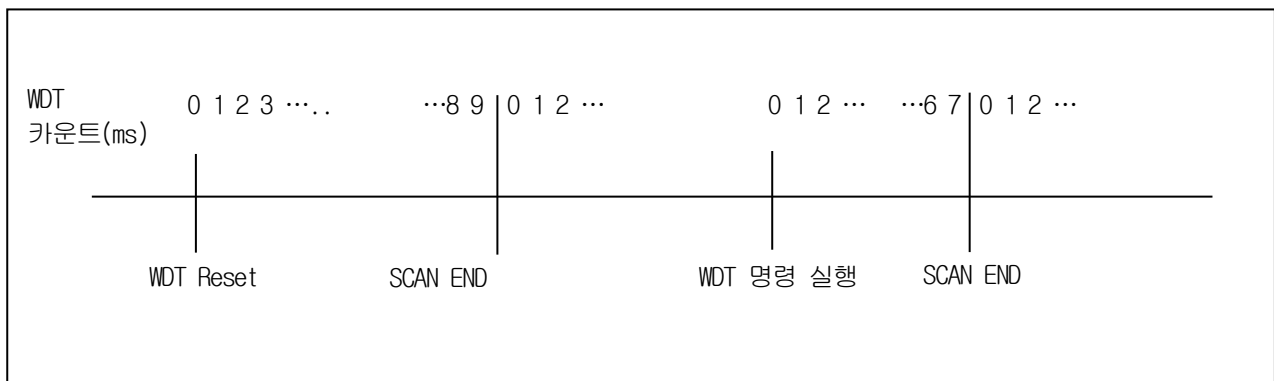 WDT 0 1 2 3 ⋯.. ⋯8 9 0 1 2 ⋯ 0 1 2 ⋯ ⋯6 7 0 1 2 ⋯
카운트(ms)
WDT Reset SCAN END WDT 명령 실행 SCAN END